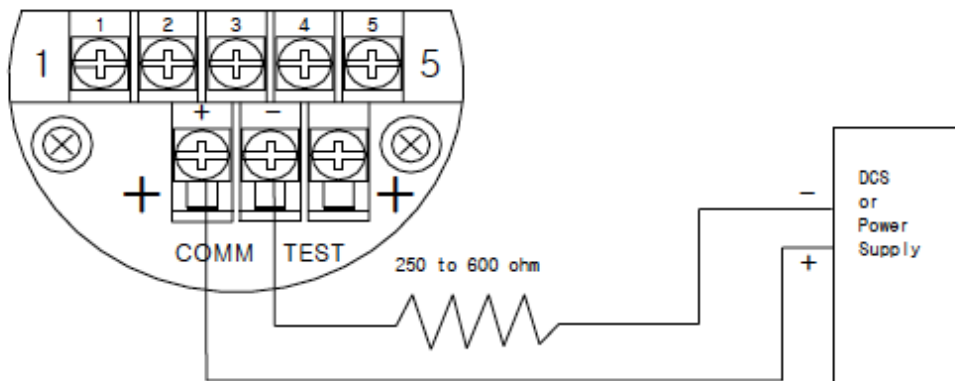 1 2 3 4 5
1 5
+ -
+ +
COMM TEST
250 to 600 ohm
-
+
DCS
or
Power
Supply